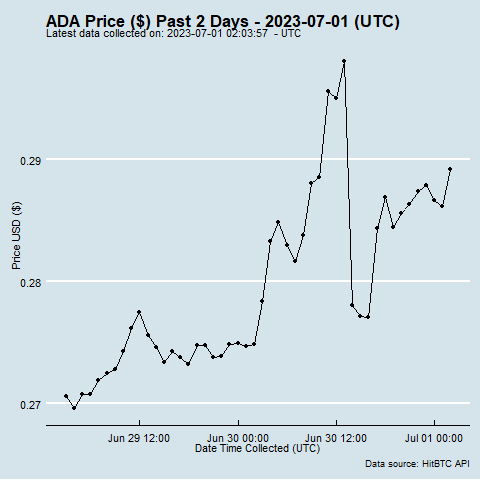 ADA Price ($) Past 2 Days - 2023-07-01 (UTC)
Latest data collected on: 2023-07-01 02:03:57  - UTC
0.29
Price USD ($)
0.28
0.27
Jun 29 12:00 Jun 30 00:00 Jun 30 12:00 Jul 01 00:00
Date Time Collected (UTC)
Data source: HitBTC API